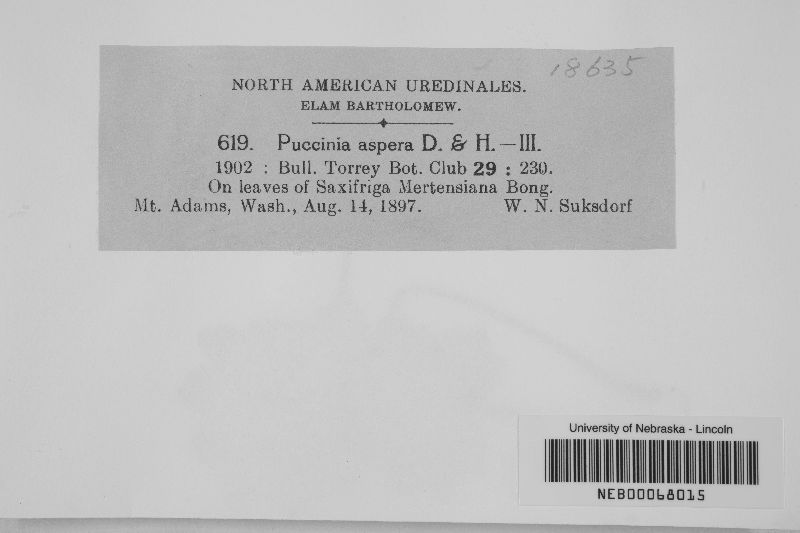 18635
NORTH AMERICAN UREDINALES.
ELAM BARTHOLOMEW.
619. Puccinia aspera D. & H.—III.
1902 : Bull. Torrey Bot. Club 29 : 230.
On leaves of Saxifriga Mertensiana Bong.
Mt. Adams, Wash., Aug. 14, 1897. W. N. Suksdorf
University of Nebraska - Lincoln
NEB00068015